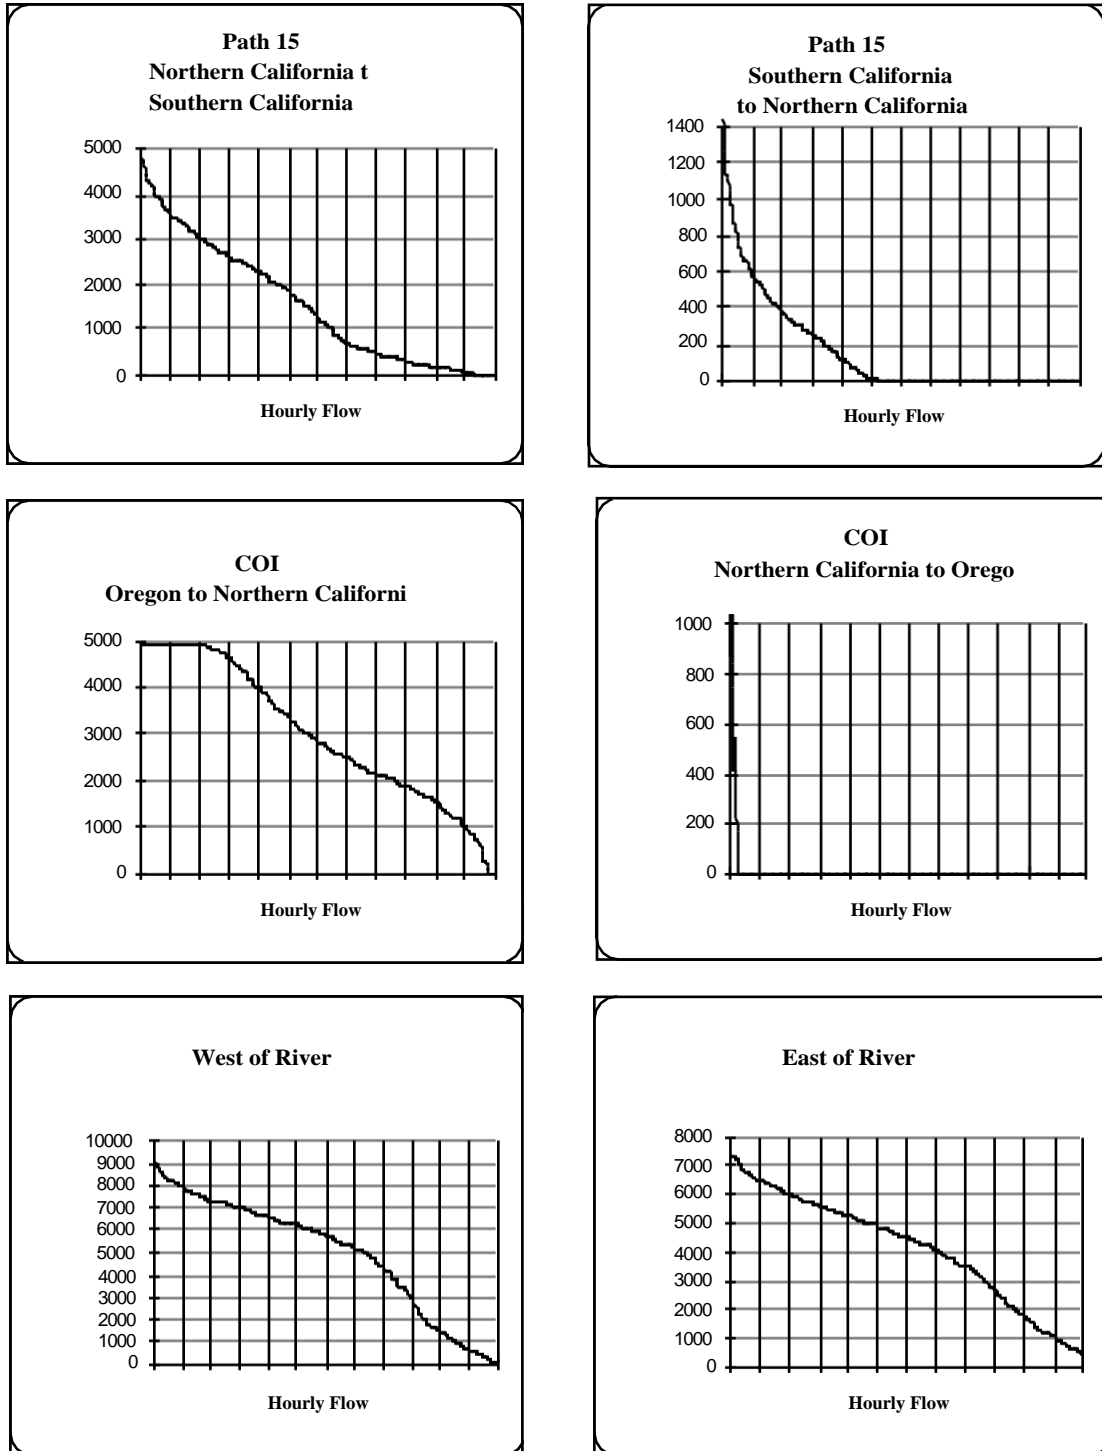 Path 15
Northern California t
Southern California
5000
4000
3000
2000
1000
0
Hourly Flow
Path 15
Southern California
to Northern California
1400
1200
1000
800
600
400
200
0
Hourly Flow
COI
Oregon to Northern Californi
5000
4000
3000
2000
1000
0
Hourly Flow
COI
Northern California to Orego
1000
800
600
400
200
0
Hourly Flow
West of River
10000
9000
8000
7000
6000
5000
4000
3000
2000
1000
0
Hourly Flow
East of River
8000
7000
6000
5000
4000
3000
2000
1000
0
Hourly Flow